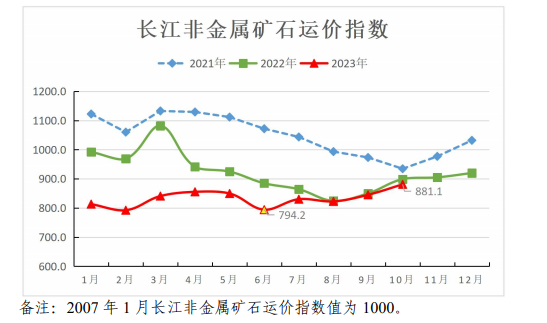 长江非金属矿石运价指数
2021年 2022年 2023年
1200.0
1100.0
1000.0
900.0
800.0
700.0
600.0
881.1
794.2
1月 2月 3月 4月 5月 6月 7月 8月 9月 10月 11月 12月
备注：2007 年 1 月长江非金属矿石运价指数值为 1000。